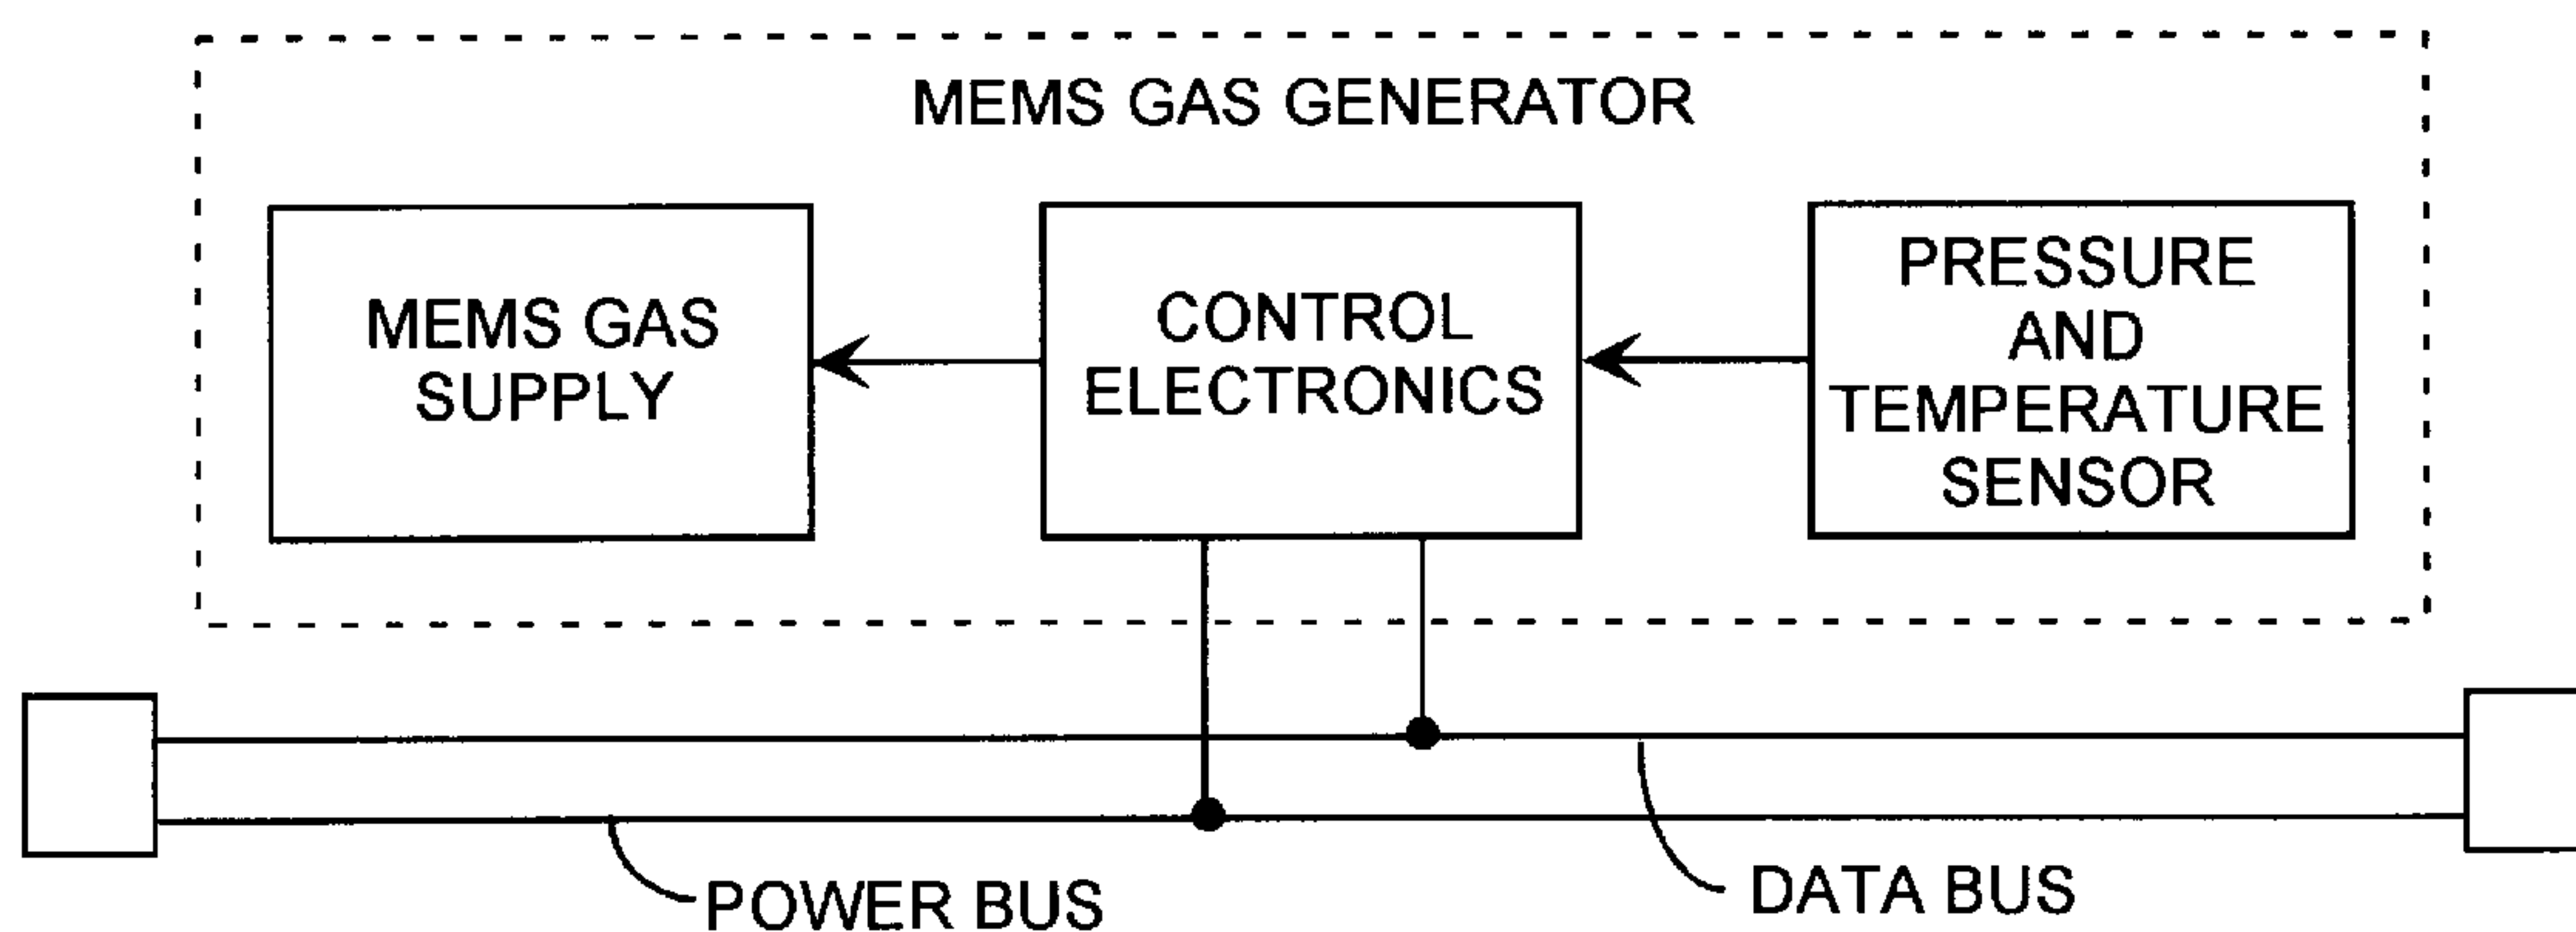 MEMS GAS GENERATOR
MEMS GAS
SUPPLY
CONTROL
ELECTRONICS
PRESSURE
AND
TEMPERATURE
SENSOR
POWER BUS
DATA BUS